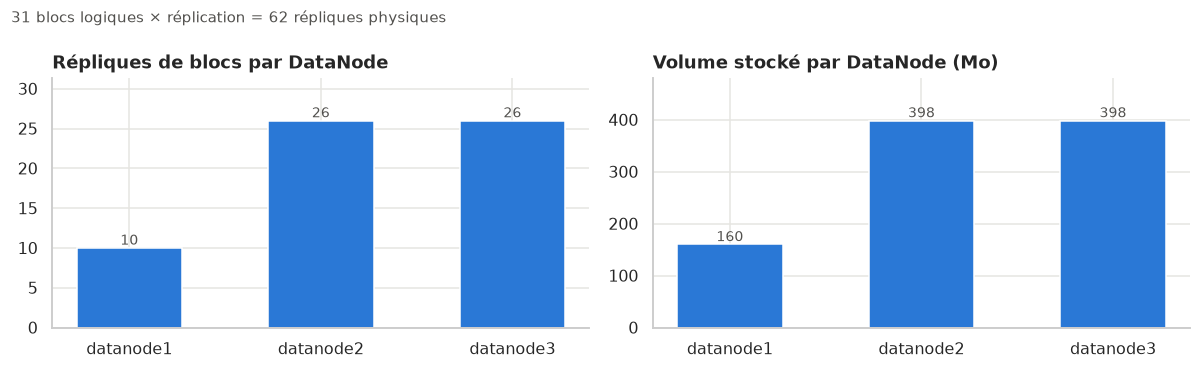 31 blocs logiques × réplication = 62 répliques physiques
Répliques de blocs par DataNode
30
25
20
15
10
5
0
10
26
26
datanode1
datanode2
datanode3
Volume stocké par DataNode (Mo)
400
300
200
100
0
160
398
398
datanode1
datanode2
datanode3